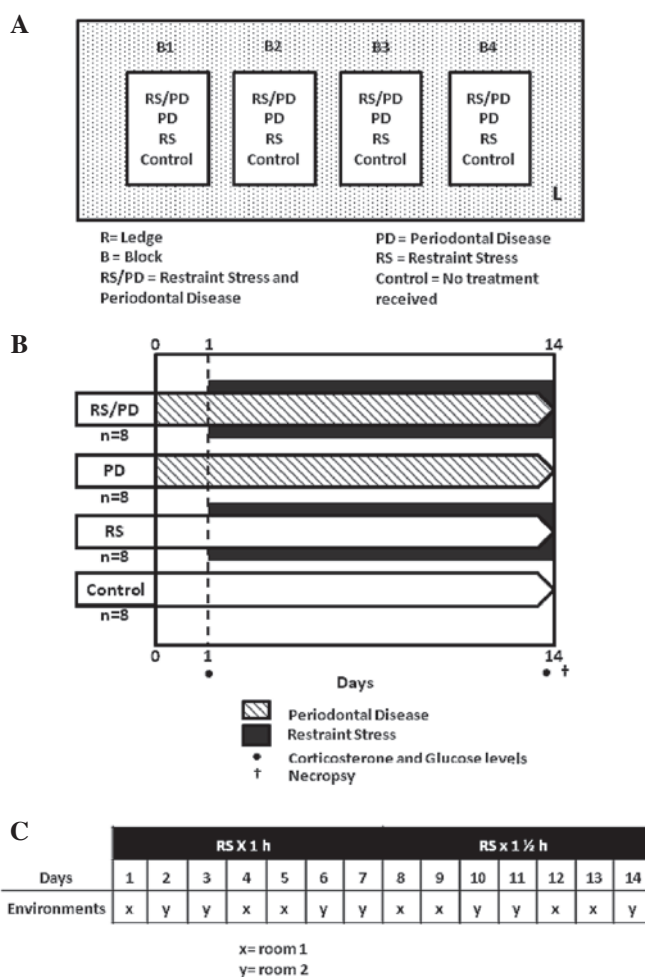 A
B1 B2 B3 B4
RS/PD RS/PD RS/PD RS/PD
PD PD PD PD
RS RS RS RS
Control Control Control Control
L
R= Ledge
B = Block
RS/PD = Restraint Stress and
Periodontal Disease
PD = Periodontal Disease
RS = Restraint Stress
Control = No treatment
received
B
0 1 14
RS/PD
n=8
PD
n=8
RS
n=8
Control
n=8
0 1 14
Days
Periodontal Disease
Restraint Stress
Corticosterone and Glucose levels
† Necropsy
C
RS X 1 h RS x 1 ½ h
Days 1 2 3 4 5 6 7 8 9 10 11 12 13 14
Environments x y y x x y y x x y y x x y
x= room 1
y= room 2